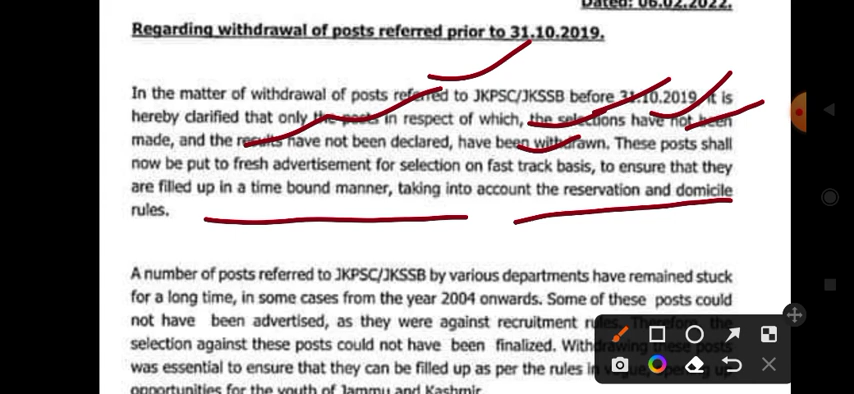 Dated: 06.02.2022.
Regarding withdrawal of posts referred prior to 31.10.2019.
In the matter of withdrawal of posts referred to JKPSC/JKSSB before 31.10.2019, it is
hereby clarified that only the posts in respect of which, the selections have not been
made, and the results have not been declared, have been withdrawn. These posts shall
now be put to fresh advertisement for selection on fast track basis, to ensure that they
are filled up in a time bound manner, taking into account the reservation and domicile
rules.
A number of posts referred to JKPSC/JKSSB by various departments have remained stuck
for a long time, in some cases from the year 2004 onwards. Some of these posts could
not have been advertised, as they were against recruitment rules. Therefore, the
selection against these posts could not have been finalized. Withdrawing these posts
was essential to ensure that they can be filled up as per the rules in
opportunities for the youth of Jammu and Kashmir.